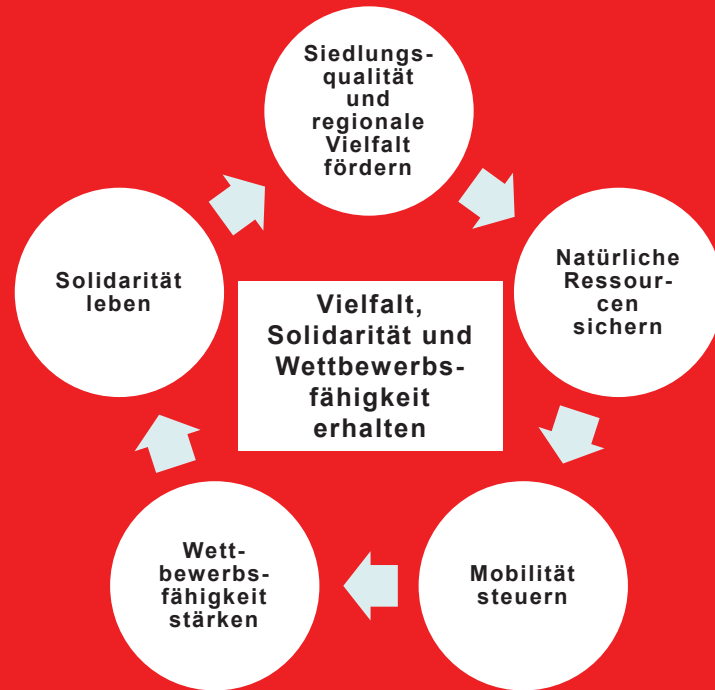 Siedlungs-
qualität
und
regionale
Vielfalt
fördern
Natürliche
Ressour-
cen
sichern
Mobilität
steuern
Wett-
bewerbs-
fähigkeit
stärken
Solidarität
leben
Vielfalt,
Solidarität und
Wettbewerbs-
fähigkeit
erhalten